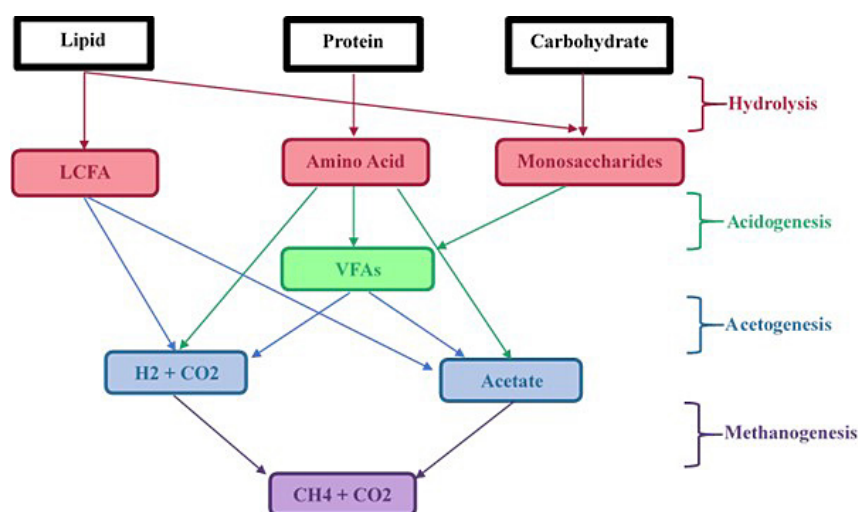 Lipid
Protein
Carbohydrate
Hydrolysis
LCFA
Amino Acid
Monosaccharides
Acidogenesis
VFAs
Acetogenesis
H2 + CO2
Acetate
Methanogenesis
CH4 + CO2